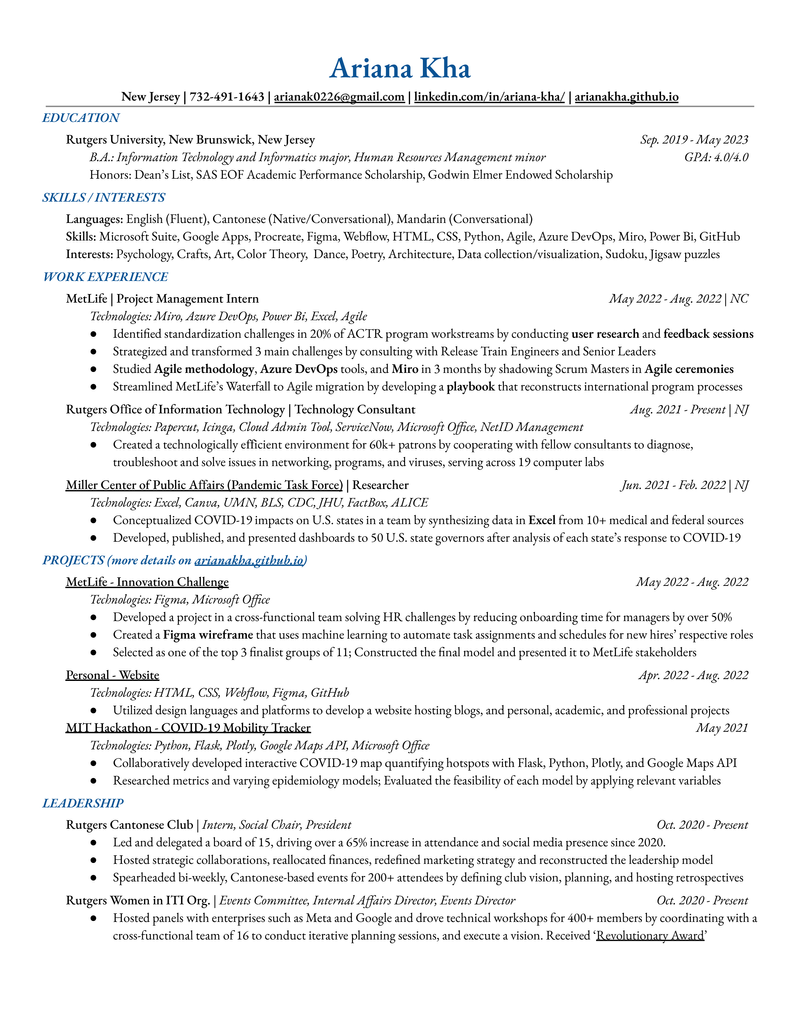 Ariana Kha
New Jersey | 732-491-1643 | arianak0226@gmail.com | linkedin.com/in/ariana-kha/ | arianakha.github.io
EDUCATION
Rutgers University, New Brunswick, New Jersey Sep. 2019 - May 2023
B.A.: Information Technology and Informatics major, Human Resources Management minor GPA: 4.0/4.0
Honors: Dean's List, SAS EOF Academic Performance Scholarship, Godwin Elmer Endowed Scholarship
SKILLS / INTERESTS
Languages: English (Fluent), Cantonese (Native/Conversational), Mandarin (Conversational)
Skills: Microsoft Suite, Google Apps, Procreate, Figma, Webflow, HTML, CSS, Python, Agile, Azure DevOps, Miro, Power Bi, GitHub
Interests: Psychology, Crafts, Art, Color Theory, Dance, Poetry, Architecture, Data collection/visualization, Sudoku, Jigsaw puzzles
WORK EXPERIENCE
MetLife | Project Management Intern May 2022 - Aug. 2022 | NC
Technologies: Miro, Azure DevOps, Power Bi, Excel, Agile
● Identified standardization challenges in 20% of ACTR program workstreams by conducting user research and feedback sessions
● Strategized and transformed 3 main challenges by consulting with Release Train Engineers and Senior Leaders
● Studied Agile methodology, Azure DevOps tools, and Miro in 3 months by shadowing Scrum Masters in Agile ceremonies
● Streamlined MetLife's Waterfall to Agile migration by developing a playbook that reconstructs international program processes
Rutgers Office of Information Technology | Technology Consultant Aug. 2021 - Present | NJ
Technologies: Papercut, Icinga, Cloud Admin Tool, ServiceNow, Microsoft Office, NetID Management
● Created a technologically efficient environment for 60k+ patrons by cooperating with fellow consultants to diagnose,
troubleshoot and solve issues in networking, programs, and viruses, serving across 19 computer labs
Miller Center of Public Affairs (Pandemic Task Force) | Researcher Jun. 2021 - Feb. 2022 | NJ
Technologies: Excel, Canva, UMN, BLS, CDC, JHU, FactBox, ALICE
● Conceptualized COVID-19 impacts on U.S. states in a team by synthesizing data in Excel from 10+ medical and federal sources
● Developed, published, and presented dashboards to 50 U.S. state governors after analysis of each state's response to COVID-19
PROJECTS (more details on arianakha.github.io)
MetLife - Innovation Challenge May 2022 - Aug. 2022
Technologies: Figma, Microsoft Office
● Developed a project in a cross-functional team solving HR challenges by reducing onboarding time for managers by over 50%
● Created a Figma wireframe that uses machine learning to automate task assignments and schedules for new hires' respective roles
● Selected as one of the top 3 finalist groups of 11; Constructed the final model and presented it to MetLife stakeholders
Personal - Website Apr. 2022 - Aug. 2022
Technologies: HTML, CSS, Webflow, Figma, GitHub
● Utilized design languages and platforms to develop a website hosting blogs, and personal, academic, and professional projects
MIT Hackathon - COVID-19 Mobility Tracker May 2021
Technologies: Python, Flask, Plotly, Google Maps API, Microsoft Office
● Collaboratively developed interactive COVID-19 map quantifying hotspots with Flask, Python, Plotly, and Google Maps API
● Researched metrics and varying epidemiology models; Evaluated the feasibility of each model by applying relevant variables
LEADERSHIP
Rutgers Cantonese Club | Intern, Social Chair, President Oct. 2020 - Present
● Led and delegated a board of 15, driving over a 65% increase in attendance and social media presence since 2020.
● Hosted strategic collaborations, reallocated finances, redefined marketing strategy and reconstructed the leadership model
● Spearheaded bi-weekly, Cantonese-based events for 200+ attendees by defining club vision, planning, and hosting retrospectives
Rutgers Women in ITI Org. | Events Committee, Internal Affairs Director, Events Director Oct. 2020 - Present
● Hosted panels with enterprises such as Meta and Google and drove technical workshops for 400+ members by coordinating with a
cross-functional team of 16 to conduct iterative planning sessions, and execute a vision. Received 'Revolutionary Award'